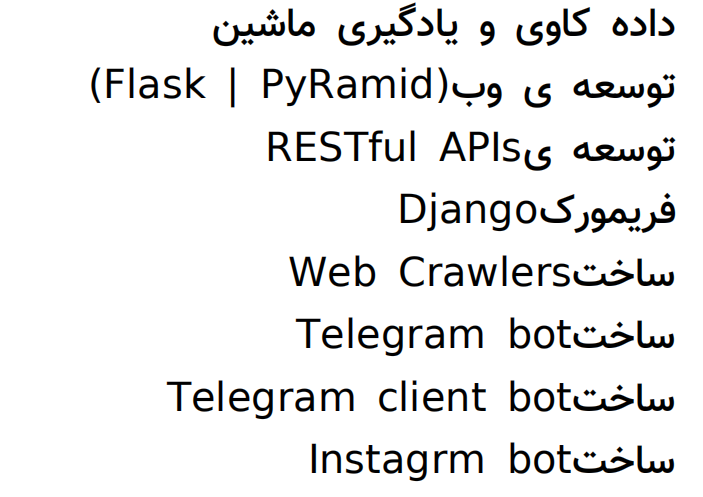 داده کاوی و یادگیری ماشین
توسعه ی وب(Flask | PyRamid)
توسعه یRESTful APIs
فریمورکDjango
ساختWeb Crawlers
ساختTelegram bot
ساختTelegram client bot
ساختInstagrm bot